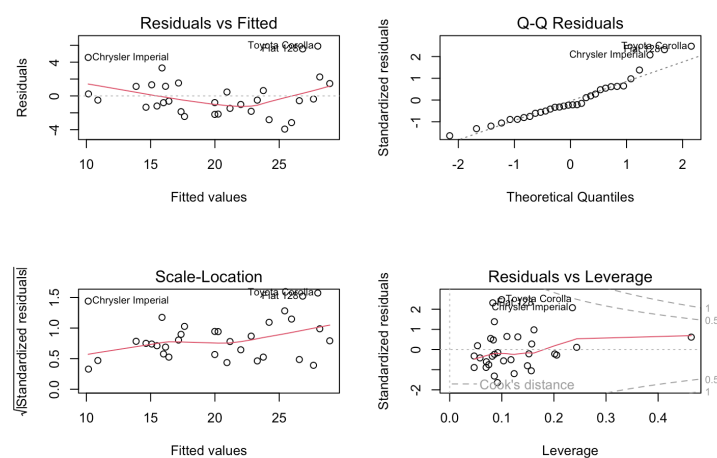 Residuals vs Fitted
Residuals
4
0
-4
Toyota Corolla
Fiat 128
Chrysler Imperial
10 15 20 25
Fitted values
Q-Q Residuals
Standardized residuals
2
1
0
-1
Toyota Corolla
Fiat 128
Chrysler Imperial
-2 -1 0 1 2
Theoretical Quantiles
Scale-Location
√|Standardized residuals|
1.5
1.0
0.5
0.0
Toyota Corolla
Fiat 128
Chrysler Imperial
10 15 20 25
Fitted values
Residuals vs Leverage
Standardized residuals
2
1
0
-2
Toyota Corolla
Fiat 128
Chrysler Imperial
1
0.5
0.5
1
Cook's distance
0.0 0.1 0.2 0.3 0.4
Leverage